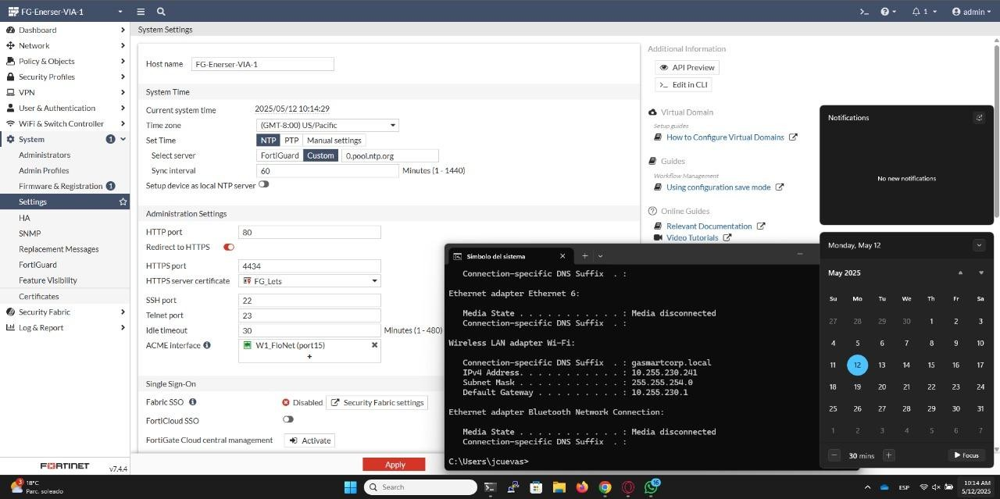 FG-Enerser-VIA-1
1
admin
Dashboard
Network
Policy & Objects
Security Profiles
VPN
User & Authentication
WiFi & Switch Controller
System 1
Administrators
Admin Profiles
Firmware & Registration 1
Settings
HA
SNMP
Replacement Messages
FortiGuard
Feature Visibility
Certificates
Security Fabric
Log & Report
FORTINET v7.4.4
System Settings
Host name FG-Enerser-VIA-1
System Time
Current system time 2025/05/12 10:14:29
Time zone (GMT-8:00) US/Pacific
Set Time NTP PTP Manual settings
Select server FortiGuard Custom 0.pool.ntp.org
Sync interval 60 Minutes (1 - 1440)
Setup device as local NTP server
Administration Settings
HTTP port 80
Redirect to HTTPS
HTTPS port 4434
HTTPS server certificate FG_Lets
SSH port 22
Telnet port 23
Idle timeout 30 Minutes (1 - 480)
ACME interface W1_FloNet (port15)
+
Single Sign-On
Fabric SSO Disabled Security Fabric settings
FortiCloud SSO
FortiGate Cloud central management Activate
Apply
Additional Information
API Preview
>_ Edit in CLI
Virtual Domain
Setup guides
How to Configure Virtual Domains
Guides
Workflow Management
Using configuration save mode
Online Guides
Relevant Documentation
Video Tutorials
Símbolo del sistema
Connection-specific DNS Suffix . :
Ethernet adapter Ethernet 6:
Media State . . . . . . . . . . . : Media disconnected
Connection-specific DNS Suffix . :
Wireless LAN adapter Wi-Fi:
Connection-specific DNS Suffix . : gasmartcorp.local
IPv4 Address. . . . . . . . . . . : 10.255.230.241
Subnet Mask . . . . . . . . . . . : 255.255.254.0
Default Gateway . . . . . . . . . : 10.255.230.1
Ethernet adapter Bluetooth Network Connection:
Media State . . . . . . . . . . . : Media disconnected
Connection-specific DNS Suffix . :
C:\Users\jcuevas>
Notifications
No new notifications
Monday, May 12
May 2025
Su Mo Tu We Th Fr Sa
27 28 29 30 1 2 3
4 5 6 7 8 9 10
11 12 13 14 15 16 17
18 19 20 21 22 23 24
25 26 27 28 29 30 31
1 2 3 4 5 6 7
30 mins
Focus
3
18°C
Parc. soleado
Search
16
ESP
10:14 AM
5/12/2025